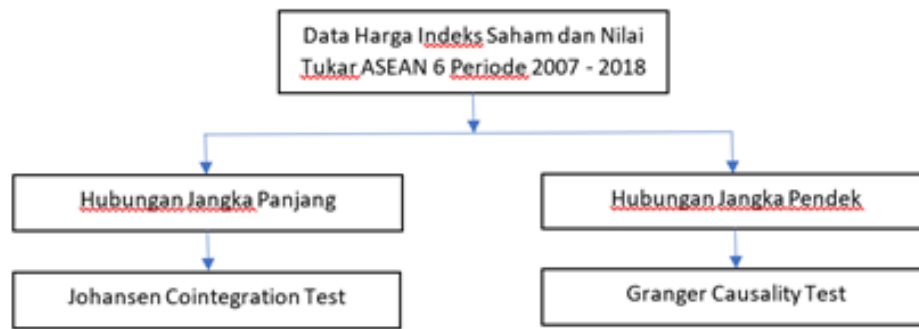 Data Harga Indeks Saham dan Nilai
Tukar ASEAN 6 Periode 2007 - 2018
Hubungan Jangka Panjang
Hubungan Jangka Pendek
Johansen Cointegration Test
Granger Causality Test